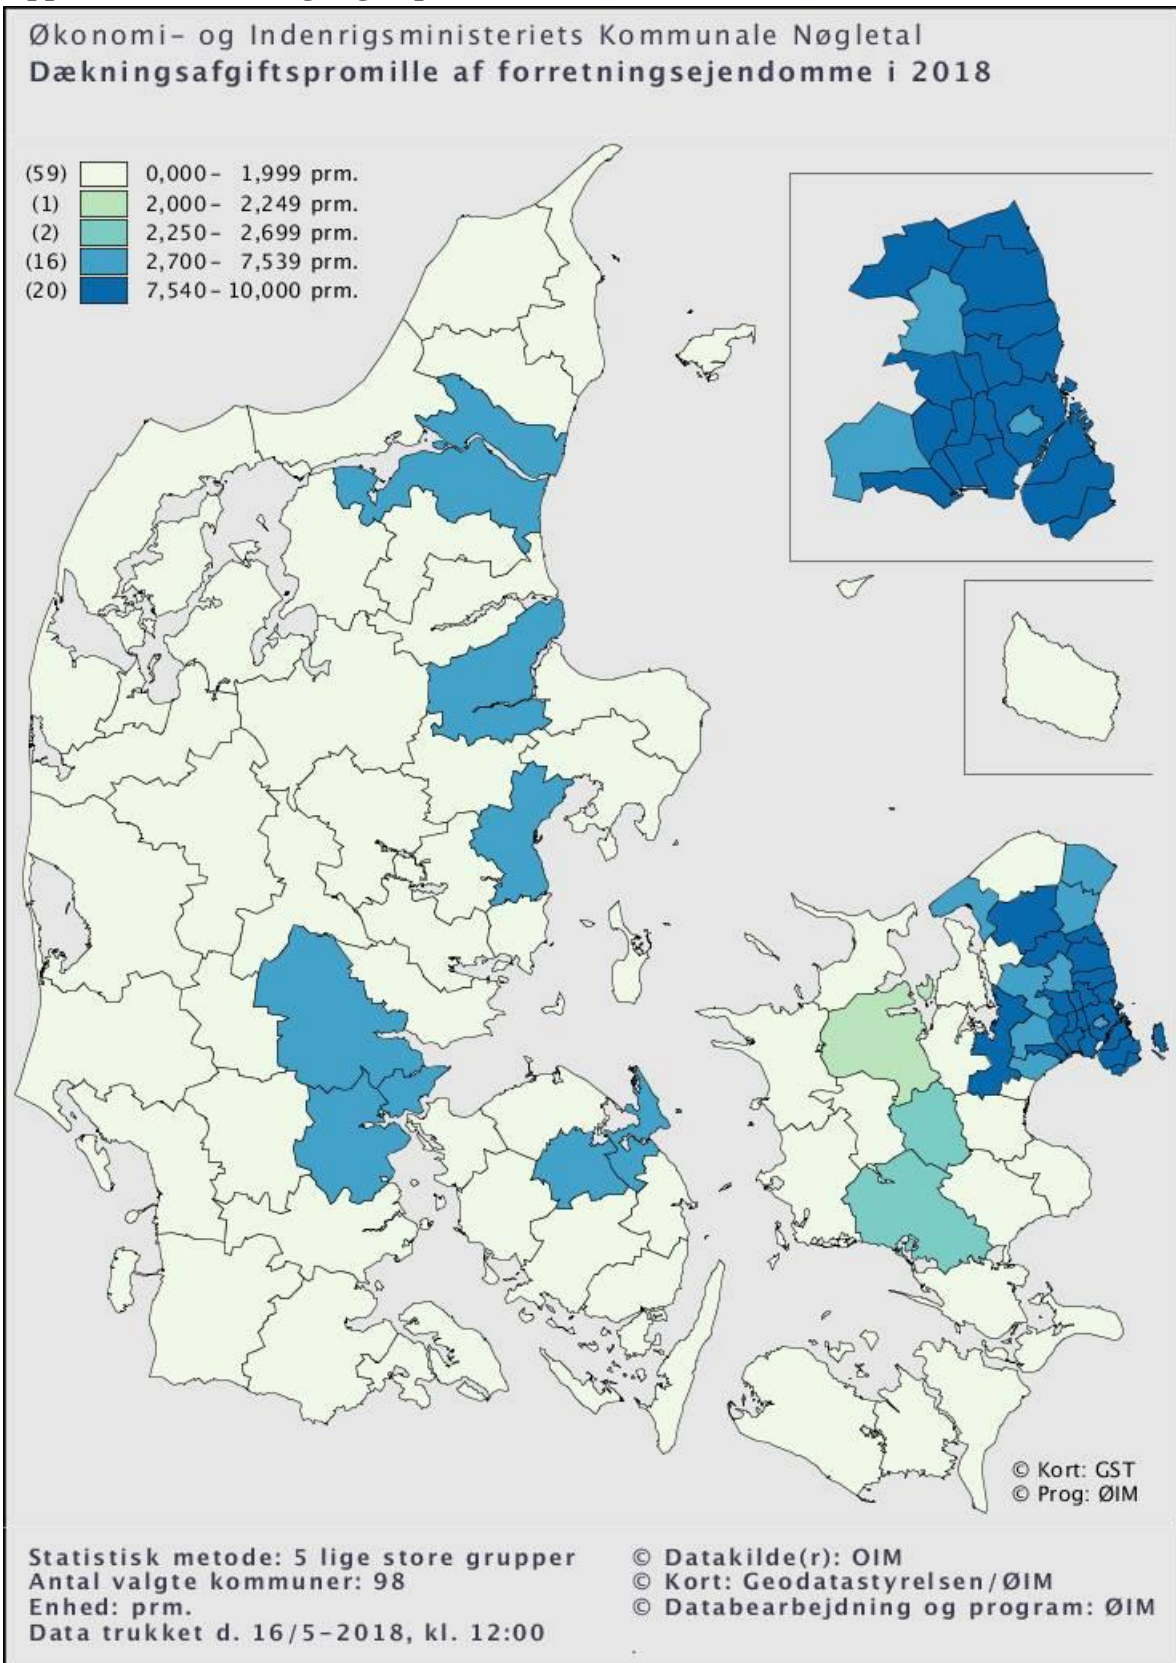 Økonomi- og Indenrigsministeriets Kommunale Nøgletal
Dækningsafgiftspromille af forretningsejendomme i 2018
(59) 0,000- 1,999 prm.
(1) 2,000- 2,249 prm.
(2) 2,250- 2,699 prm.
(16) 2,700- 7,539 prm.
(20) 7,540-10,000 prm.
© Kort: GST
© Prog: ØIM
Statistisk metode: 5 lige store grupper
Antal valgte kommuner: 98
Enhed: prm.
Data trukket d. 16/5-2018, kl. 12:00
© Datakilde(r): OIM
© Kort: Geodatastyrelsen/ØIM
© Databearbejdning og program: ØIM